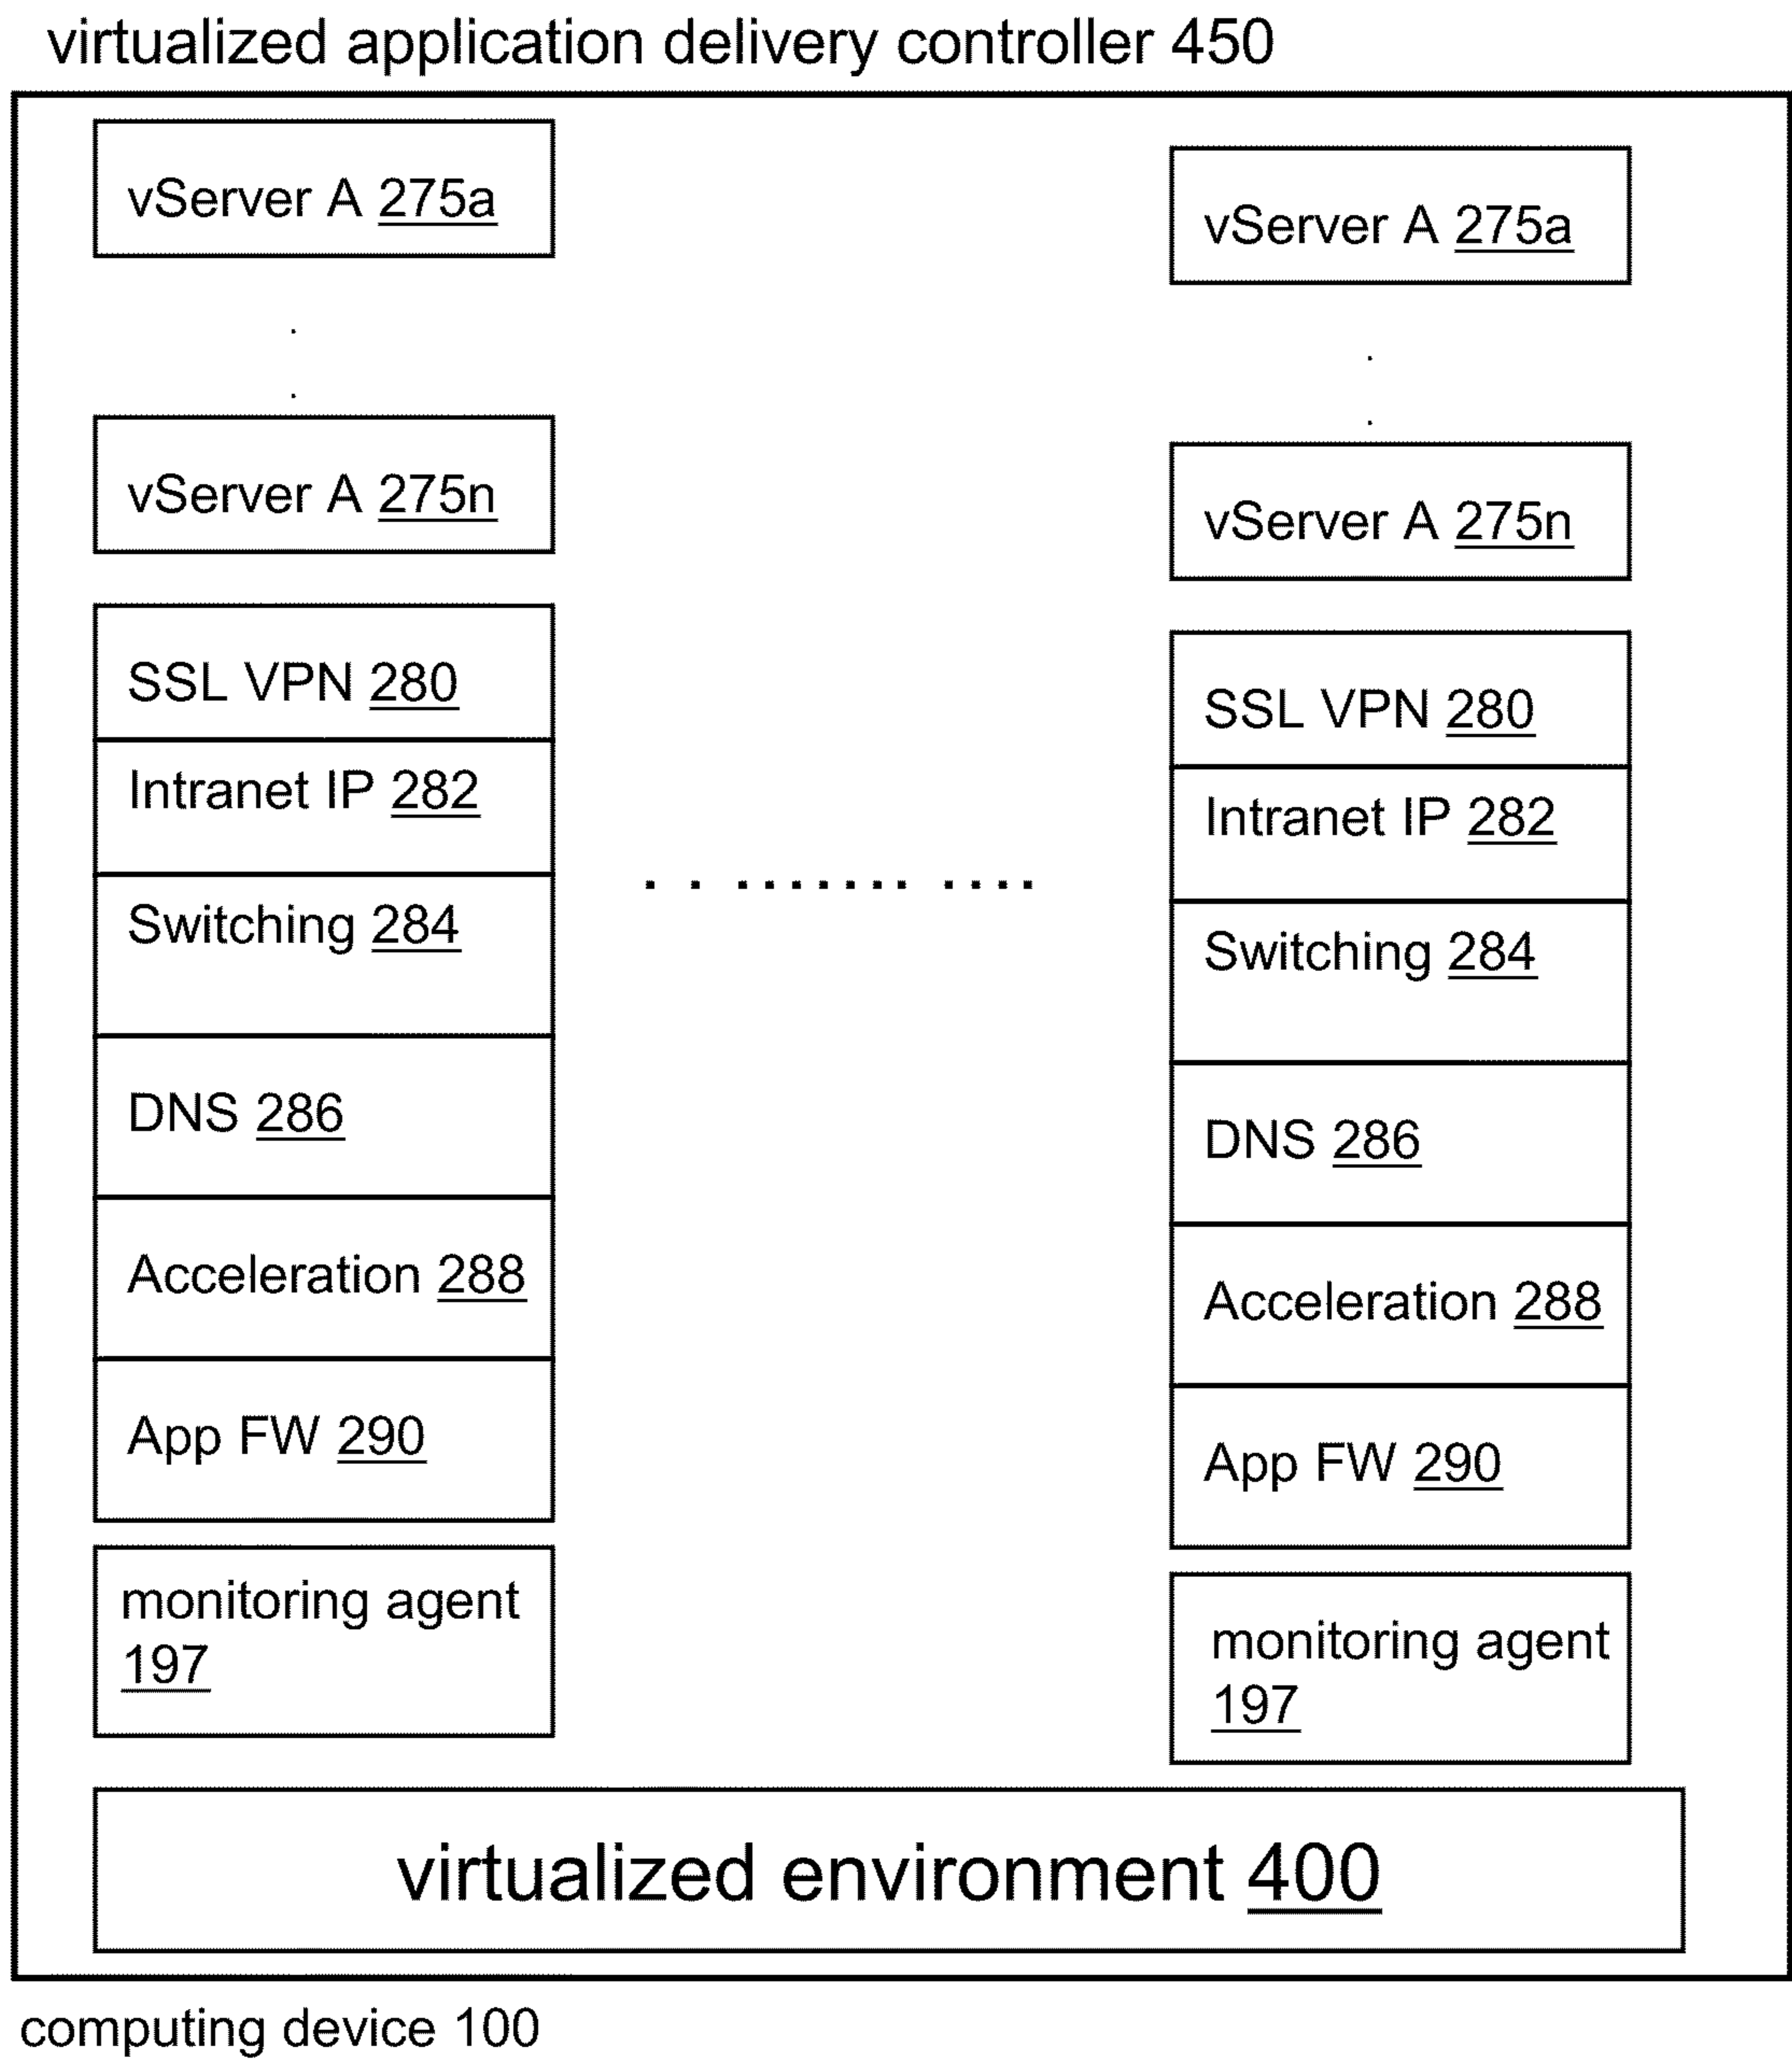 virtualized application delivery controller 450
vServer A 275a
vServer A 275n
SSL VPN 280
Intranet IP 282
Switching 284
DNS 286
Acceleration 288
App FW 290
monitoring agent
197
vServer A 275a
vServer A 275n
SSL VPN 280
Intranet IP 282
Switching 284
DNS 286
Acceleration 288
App FW 290
monitoring agent
197
virtualized environment 400
computing device 100